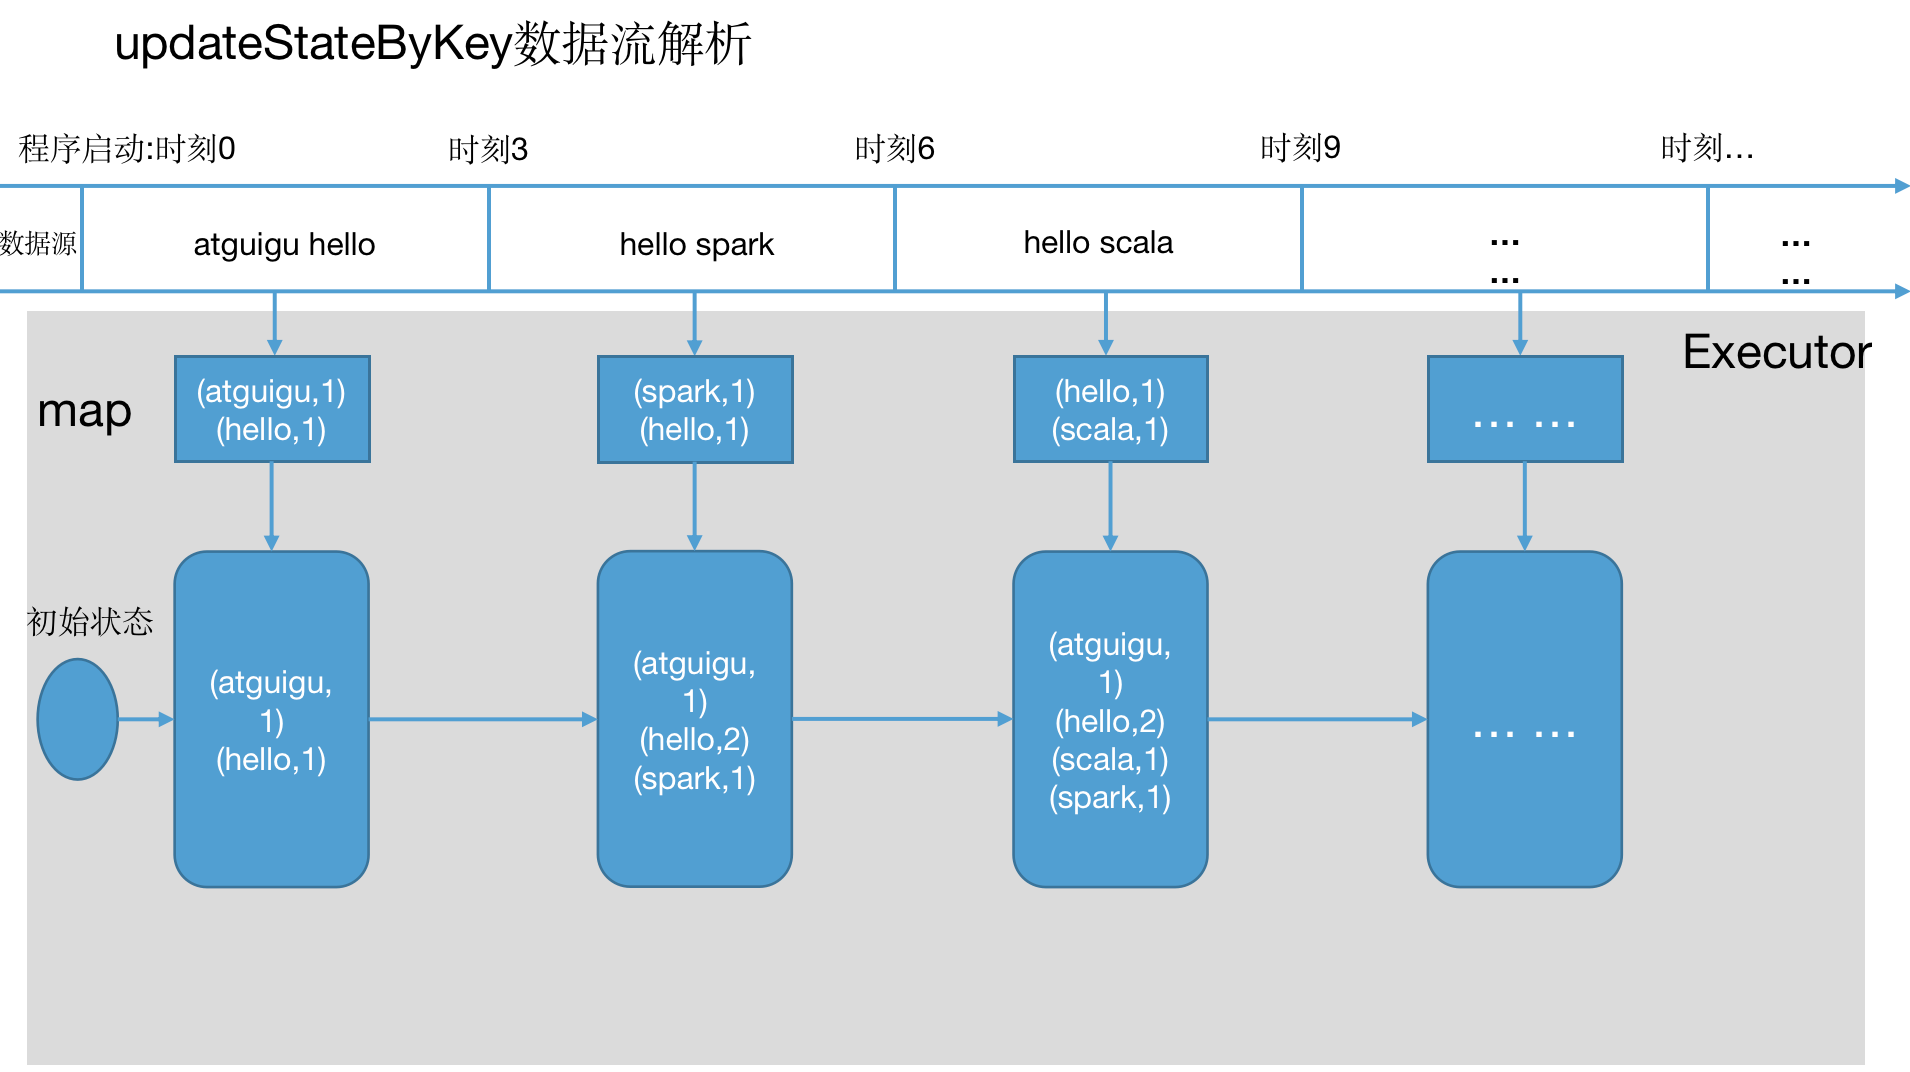 updateStateByKey数据流解析
程序启动:时刻0
时刻3
时刻6
时刻9
时刻...
数据源
atguigu hello
hello spark
hello scala
...
...
...
...
Executor
map
(atguigu,1)
(hello,1)
(spark,1)
(hello,1)
(hello,1)
(scala,1)
... ...
初始状态
(atguigu,
1)
(hello,1)
(atguigu,
1)
(hello,2)
(spark,1)
(atguigu,
1)
(hello,2)
(scala,1)
(spark,1)
... ...